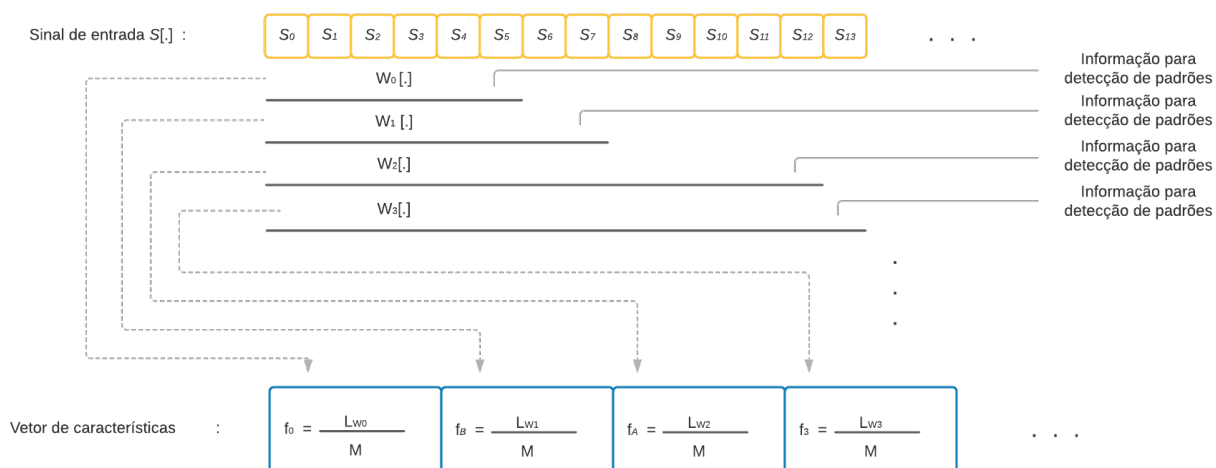 Sinal de entrada S[.] : S0 S1 S2 S3 S4 S5 S6 S7 S8 S9 S10 S11 S12 S13 . . .
Informação para
detecção de padrões
W0 [.]
Informação para
detecção de padrões
W1 [.]
Informação para
detecção de padrões
W2[.]
Informação para
detecção de padrões
W3[.]
.
.
.
Vetor de característicasㅤ: f0 = LW0 / M fB = LW1 / M fA = LW2 / M f3 = LW3 / M . . .